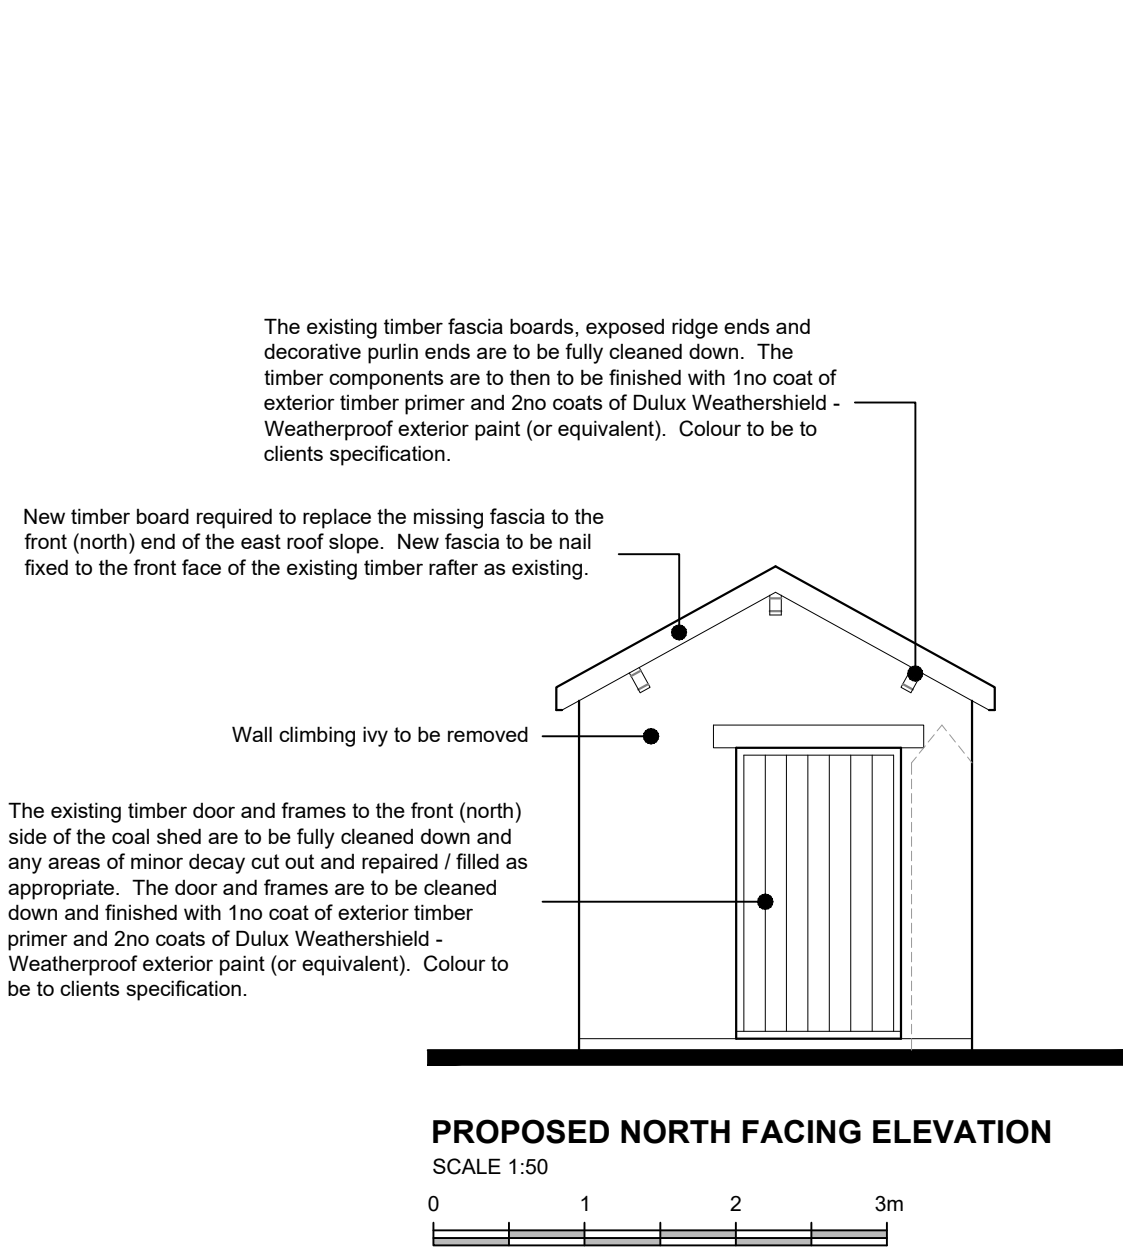 The existing timber fascia boards, exposed ridge ends and
decorative purlin ends are to be fully cleaned down.  The
timber components are to then to be finished with 1no coat of
exterior timber primer and 2no coats of Dulux Weathershield -
Weatherproof exterior paint (or equivalent).  Colour to be to
clients specification.
New timber board required to replace the missing fascia to the
front (north) end of the east roof slope.  New fascia to be nail
fixed to the front face of the existing timber rafter as existing.
Wall climbing ivy to be removed
The existing timber door and frames to the front (north)
side of the coal shed are to be fully cleaned down and
any areas of minor decay cut out and repaired / filled as
appropriate.  The door and frames are to be cleaned
down and finished with 1no coat of exterior timber
primer and 2no coats of Dulux Weathershield -
Weatherproof exterior paint (or equivalent).  Colour to
be to clients specification.
PROPOSED NORTH FACING ELEVATION
SCALE 1:50
0 1 2 3m